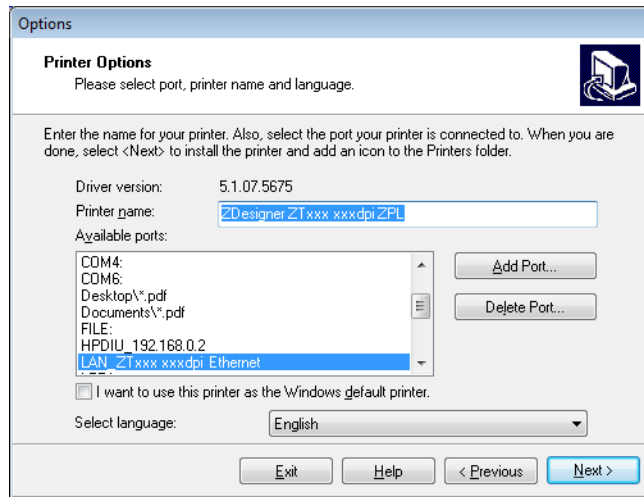 Options
Printer Options
Please select port, printer name and language.
Enter the name for your printer. Also, select the port your printer is connected to. When you are
done, select <Next> to install the printer and add an icon to the Printers folder.
Driver version: 5.1.07.5675
Printer name: ZDesigner ZTxxx xxxdpi ZPL
Available ports:
COM4:
COM6:
Desktop\*.pdf
Documents\*.pdf
FILE:
HPDIU_192.168.0.2
LAN_ZTxxx xxxdpi Ethernet
Add Port...
Delete Port...
I want to use this printer as the Windows default printer.
Select language: English
Exit Help < Previous Next >